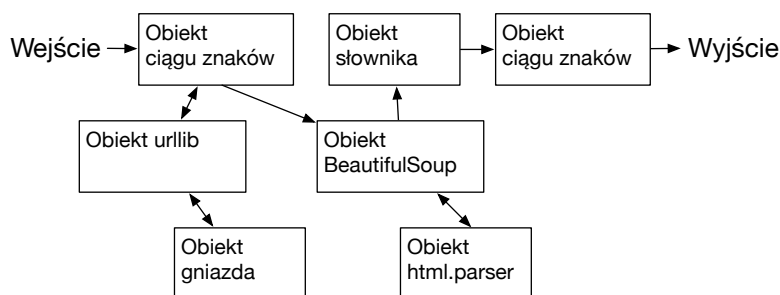 Wejście
Obiekt
ciągu znaków
Obiekt
słownika
Obiekt
ciągu znaków
Wyjście
Obiekt urllib
Obiekt
BeautifulSoup
Obiekt
gniazda
Obiekt
html.parser